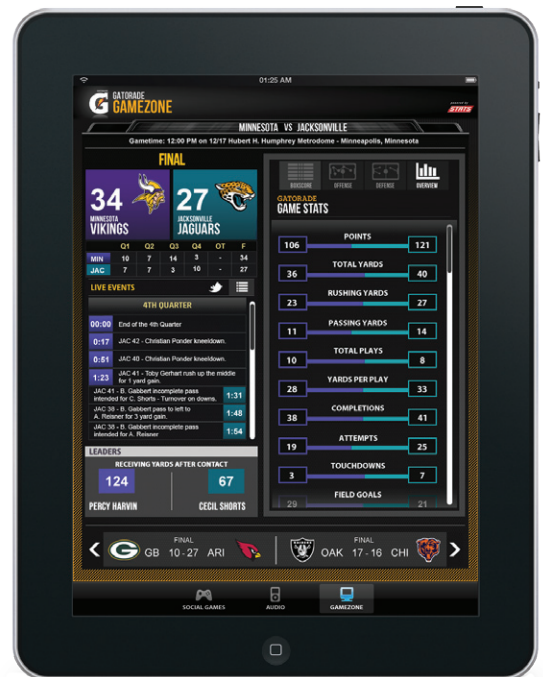 01:25 AM
G GATORADE
GAMEZONE
POWERED BY
STATS
MINNESOTA VS JACKSONVILLE
Gametime: 12:00 PM on 12/17 Hubert H. Humphrey Metrodome - Minneapolis, Minnesota
FINAL
34
MINNESOTA
VIKINGS
27
JACKSONVILLE
JAGUARS
Q1 Q2 Q3 Q4 OT F
MIN 10 7 14 3 - 34
JAC 7 7 3 10 - 27
LIVE EVENTS
4TH QUARTER
00:00 End of the 4th Quarter
0:17 JAC 42 - Christian Ponder kneeldown.
0:51 JAC 40 - Christian Ponder kneeldown.
1:23 JAC 41 - Toby Gerhart rush up the middle
for 1 yard gain.
JAC 41 - B. Gabbert incomplete pass
intended for C. Shorts - Turnover on downs. 1:31
JAC 38 - B. Gabbert pass to left to
A. Reisner for 3 yard gain. 1:48
JAC 38 - B. Gabbert incomplete pass
intended for A. Reisner 1:54
LEADERS
RECEIVING YARDS AFTER CONTACT
124 67
PERCY HARVIN CECIL SHORTS
BOXSCORE OFFENSE DEFENSE OVERVIEW
GATORADE
GAME STATS
POINTS
106 121
TOTAL YARDS
36 40
RUSHING YARDS
23 27
PASSING YARDS
11 14
TOTAL PLAYS
10 8
YARDS PER PLAY
28 33
COMPLETIONS
38 41
ATTEMPTS
19 25
TOUCHDOWNS
3 7
FIELD GOALS
29 21
FINAL
G GB 10-27 ARI
FINAL
OAK 17-16 CHI
SOCIAL GAMES AUDIO GAMEZONE